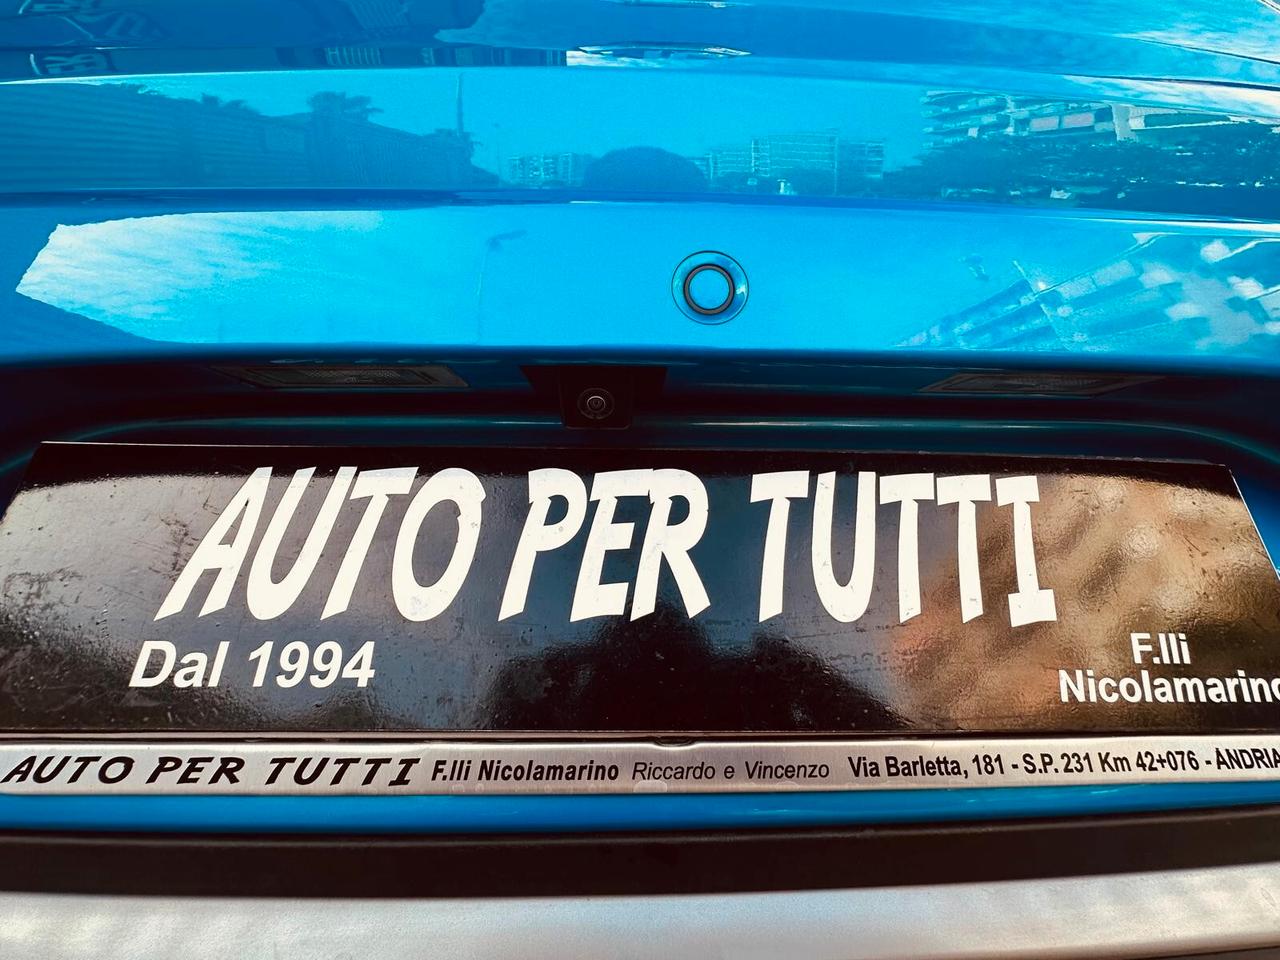 AUTO PER TUTTI
Dal 1994
F.lli
Nicolamarino
AUTO PER TUTTI F.lli Nicolamarino Riccardo e Vincenzo Via Barletta, 181 - S.P. 231 Km 42+076 - ANDRIA